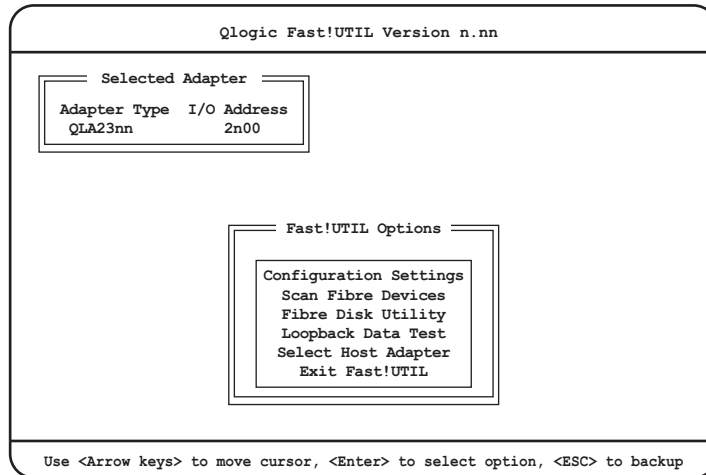 Qlogic Fast!UTIL Version n.nn
Selected Adapter
Adapter Type I/O Address
QLA23nn 2n00
Fast!UTIL Options
Configuration Settings
Scan Fibre Devices
Fibre Disk Utility
Loopback Data Test
Select Host Adapter
Exit Fast!UTIL
Use <Arrow keys> to move cursor, <Enter> to select option, <ESC> to backup